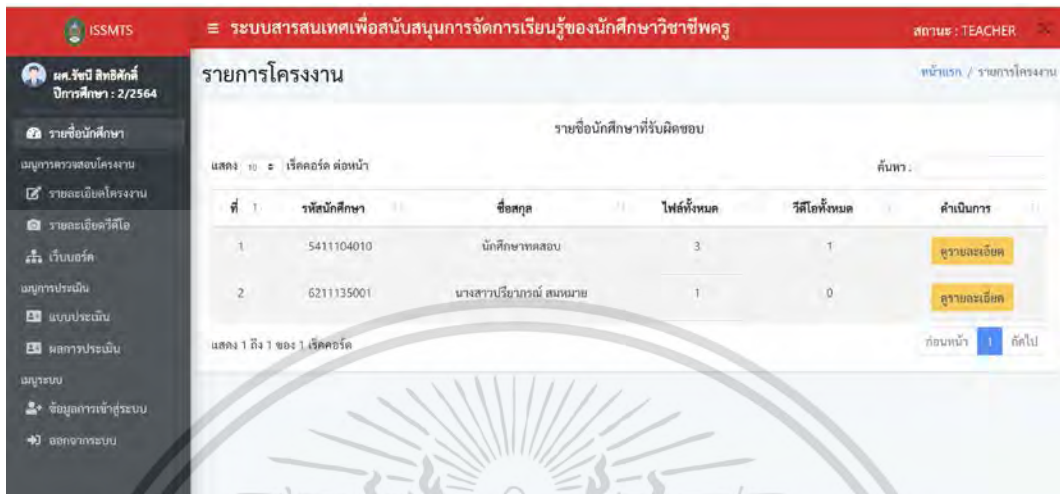 ISSMTS
ระบบสารสนเทศเพื่อสนับสนุนการจัดการเรียนรู้ของนักศึกษาวิชาชีพครู
สถานะ : TEACHER
ผศ.รัชนี สิทธิศักดิ์
ปีการศึกษา : 2/2564
รายชื่อนักศึกษา
เมนูการตรวจสอบโครงงาน
รายละเอียดโครงงาน
รายละเอียดวีดีโอ
เว็บบอร์ด
เมนูการประเมิน
แบบประเมิน
ผลการประเมิน
เมนูระบบ
ข้อมูลการเข้าสู่ระบบ
ออกจากระบบ
รายการโครงงาน
หน้าแรก / รายการโครงงาน
รายชื่อนักศึกษาที่รับผิดชอบ
แสดง 10 เร็คคอร์ด ต่อหน้า
ค้นหา :
ที่ รหัสนักศึกษา ชื่อสกุล ไฟล์ทั้งหมด วีดีโอทั้งหมด ดำเนินการ
1 5411104010 นักศึกษาทดสอบ 3 1 ดูรายละเอียด
2 6211135001 นางสาวปรียาภรณ์ สมหมาย 1 0 ดูรายละเอียด
แสดง 1 ถึง 1 ของ 1 เร็คคอร์ด
ก่อนหน้า 1 ถัดไป